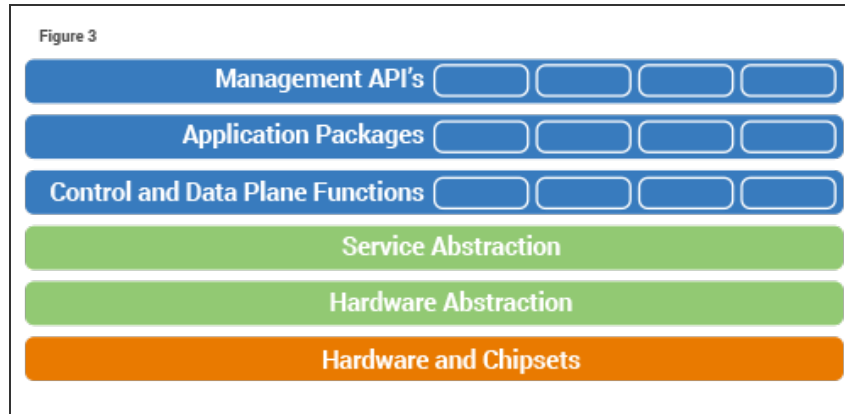 Figure 3
Management API's
Application Packages
Control and Data Plane Functions
Service Abstraction
Hardware Abstraction
Hardware and Chipsets